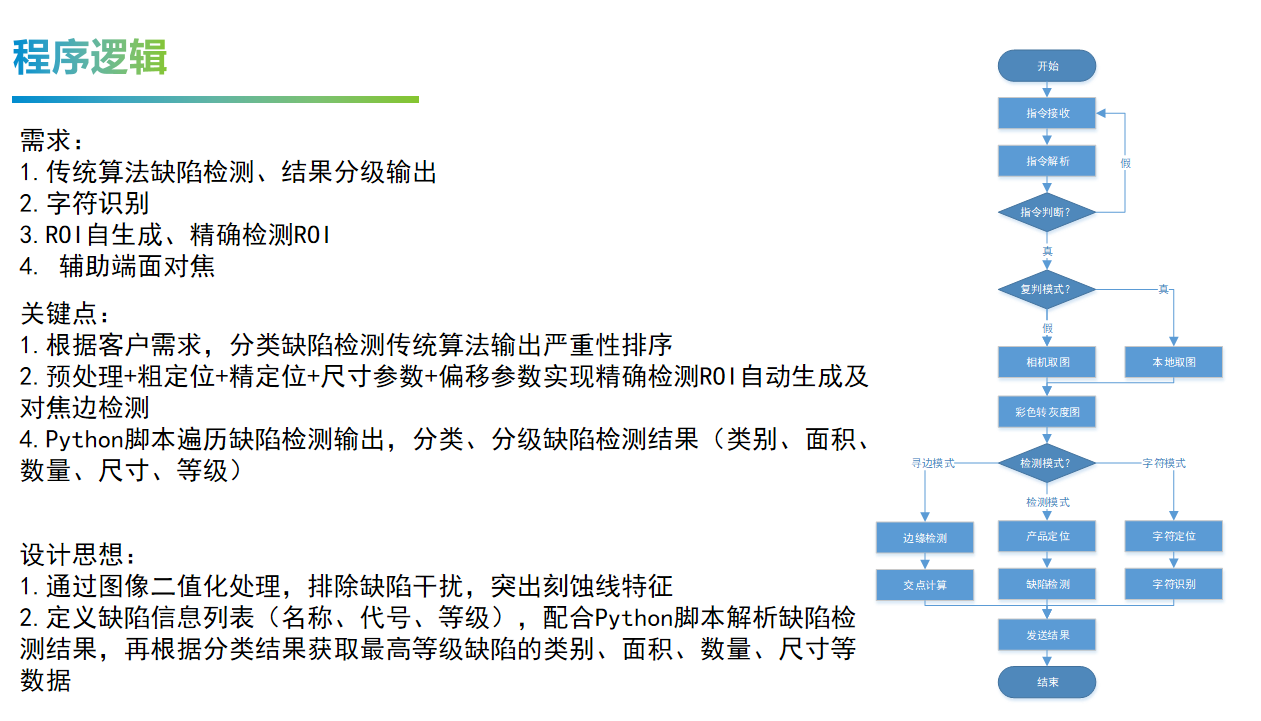 程序逻辑
需求：
1.传统算法缺陷检测、结果分级输出
2.字符识别
3.ROI自生成、精确检测ROI
4. 辅助端面对焦
关键点：
1.根据客户需求，分类缺陷检测传统算法输出严重性排序
2.预处理+粗定位+精定位+尺寸参数+偏移参数实现精确检测ROI自动生成及
对焦边检测
4.Python脚本遍历缺陷检测输出，分类、分级缺陷检测结果（类别、面积、
数量、尺寸、等级）
设计思想：
1.通过图像二值化处理，排除缺陷干扰，突出刻蚀线特征
2.定义缺陷信息列表（名称、代号、等级），配合Python脚本解析缺陷检
测结果，再根据分类结果获取最高等级缺陷的类别、面积、数量、尺寸等
数据
开始
指令接收
指令解析
假
指令判断？
真
复判模式？
真
假
相机取图
本地取图
彩色转灰度图
寻边模式
检测模式？
字符模式
检测模式
边缘检测
产品定位
字符定位
交点计算
缺陷检测
字符识别
发送结果
结束